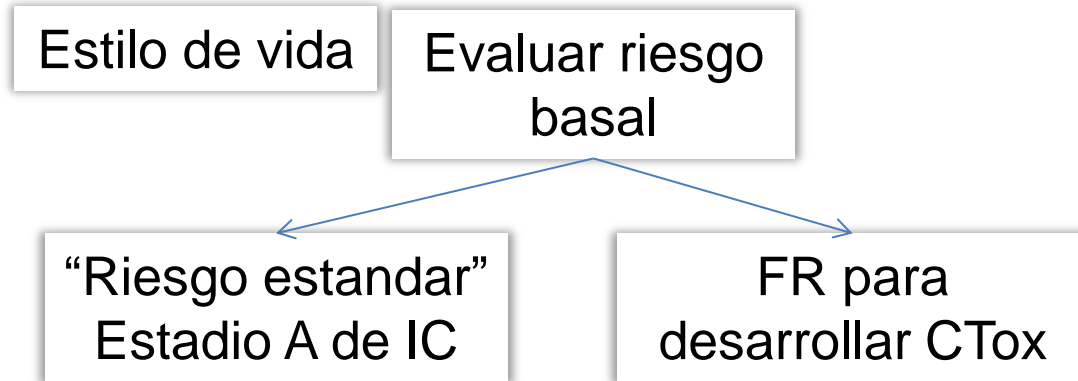 Estilo de vida
Evaluar riesgo
basal
“Riesgo estandar”
Estadio A de IC
FR para
desarrollar CTox